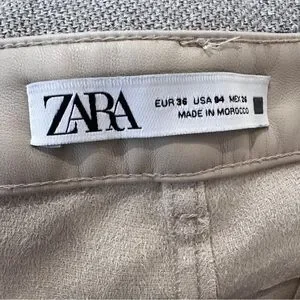 ZARA
EUR 36 USA 04 MEX 26
MADE IN MOROCCO